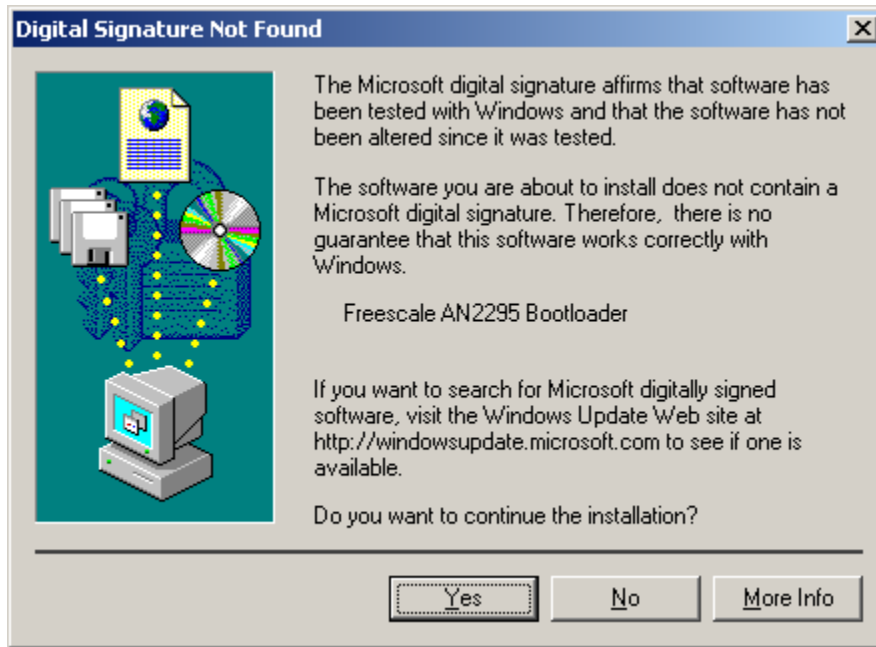 Digital Signature Not Found
The Microsoft digital signature affirms that software has
been tested with Windows and that the software has not
been altered since it was tested.
The software you are about to install does not contain a
Microsoft digital signature. Therefore, there is no
guarantee that this software works correctly with
Windows.
Freescale AN2295 Bootloader
If you want to search for Microsoft digitally signed
software, visit the Windows Update Web site at
http://windowsupdate.microsoft.com to see if one is
available.
Do you want to continue the installation?
Yes No More Info